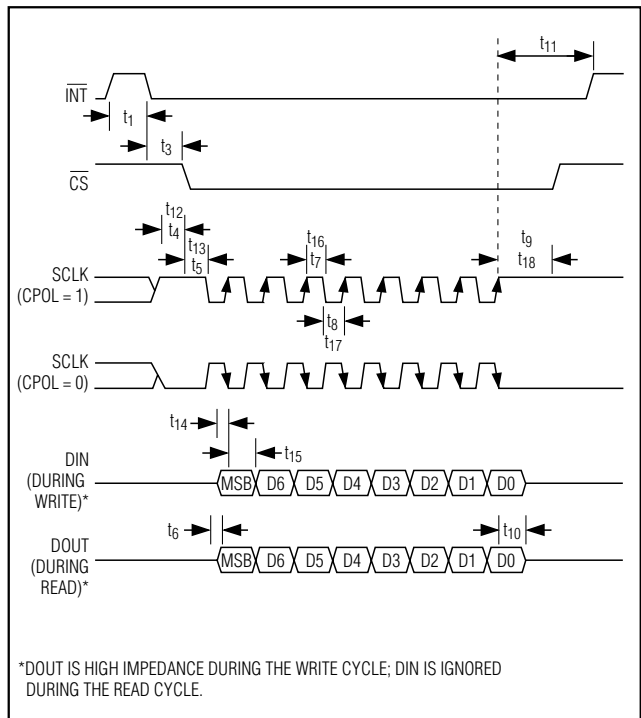 t11
INT
t1
t3
CS
t12
t4
t13
t5
t16
t7
t9
t18
SCLK
(CPOL = 1)
t8
t17
SCLK
(CPOL = 0)
t14
t15
DIN
(DURING
WRITE)*
MSB D6 D5 D4 D3 D2 D1 D0
t6
t10
DOUT
(DURING
READ)*
MSB D6 D5 D4 D3 D2 D1 D0
*DOUT IS HIGH IMPEDANCE DURING THE WRITE CYCLE; DIN IS IGNORED
DURING THE READ CYCLE.